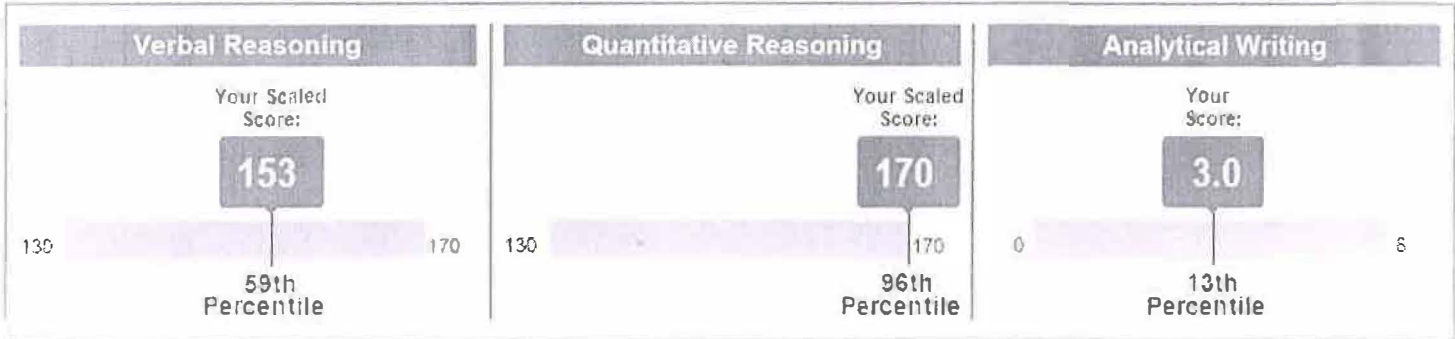 Verbal Reasoning
Your Scaled
Score:
153
130
170
59th
Percentile
Quantitative Reasoning
Your Scaled
Score:
170
130
170
96th
Percentile
Analytical Writing
Your
Score:
3.0
0
6
13th
Percentile